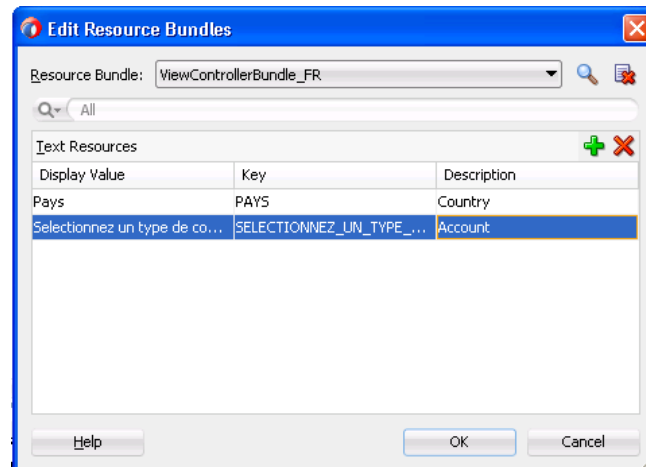 Edit Resource Bundles
Resource Bundle: ViewControllerBundle_FR
All
Text Resources
Display Value Key Description
Pays PAYS Country
Selectionnez un type de co... SELECTIONNEZ_UN_TYPE_... Account
Help OK Cancel